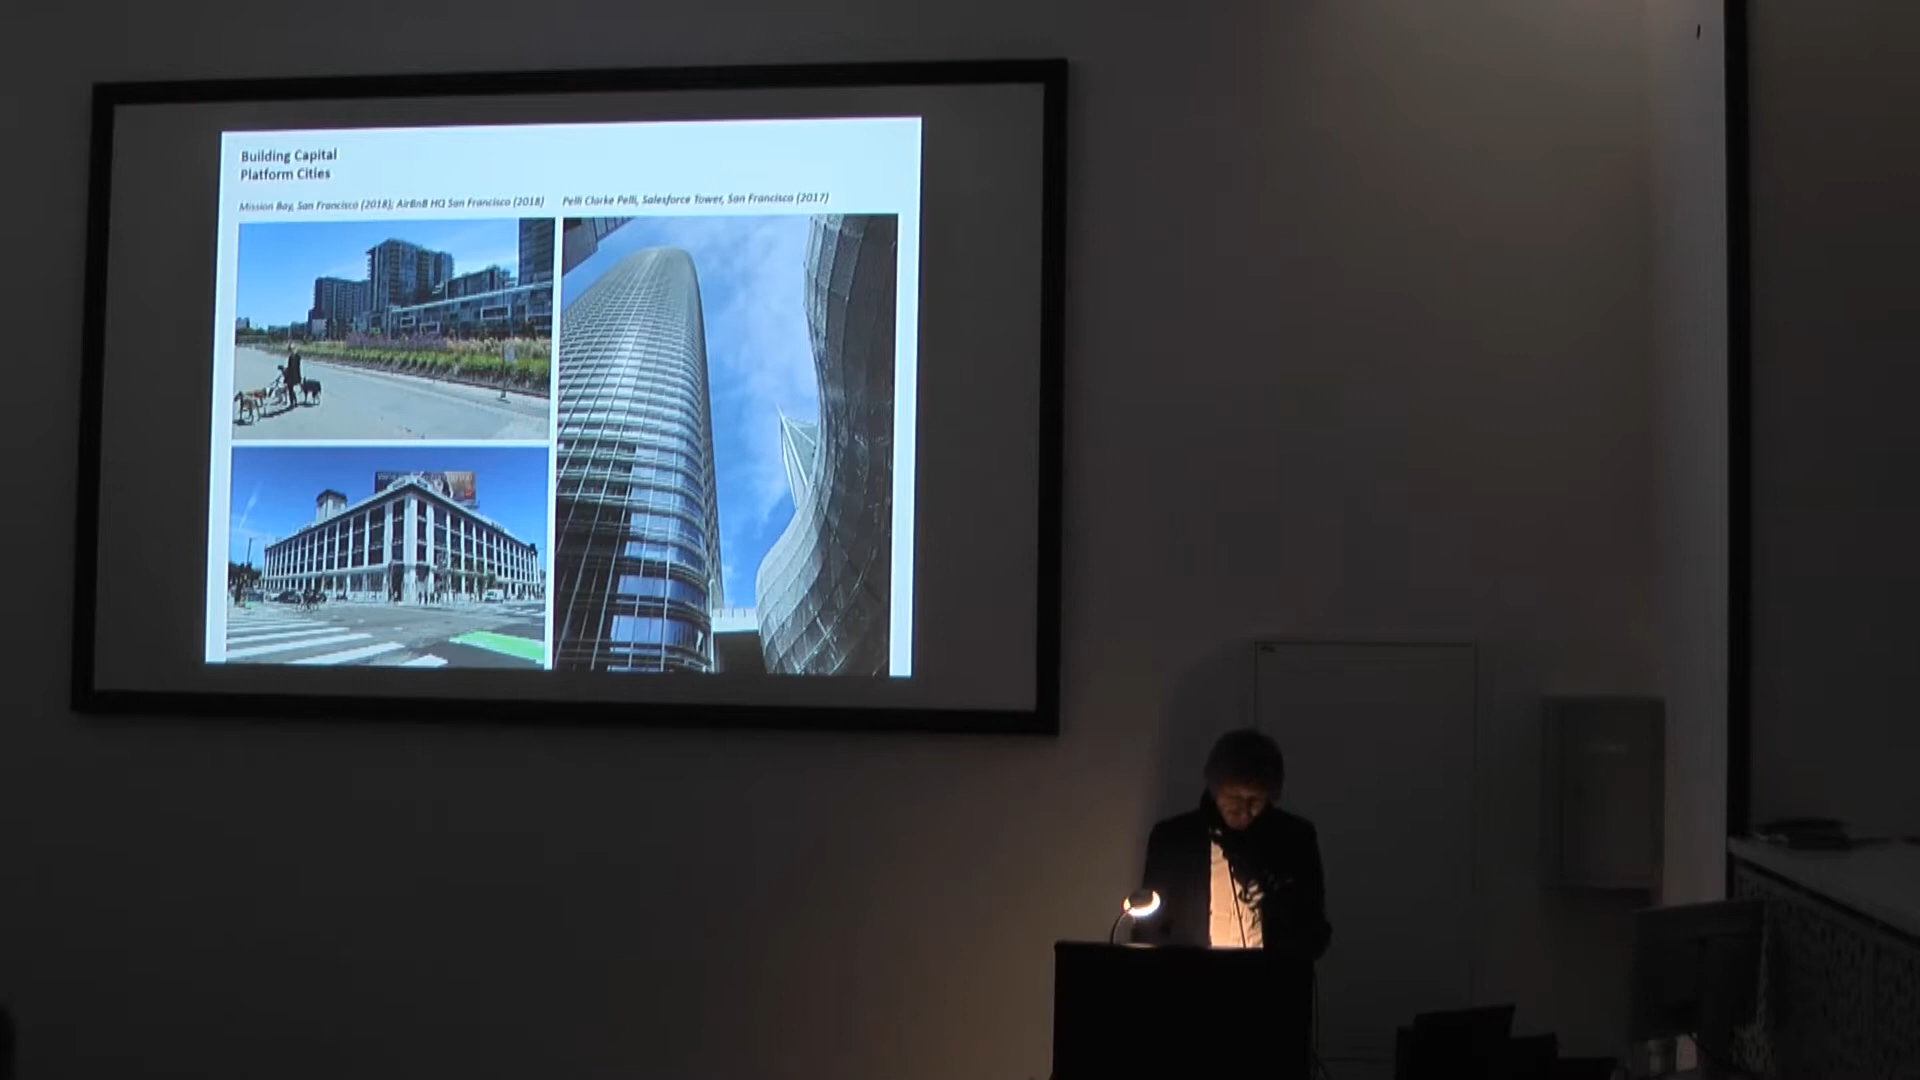 Building Capital
Platform Cities
Mission Bay, San Francisco (2018); AirBnB HQ San Francisco (2018)
Pelli Clarke Pelli, Salesforce Tower, San Francisco (2017)